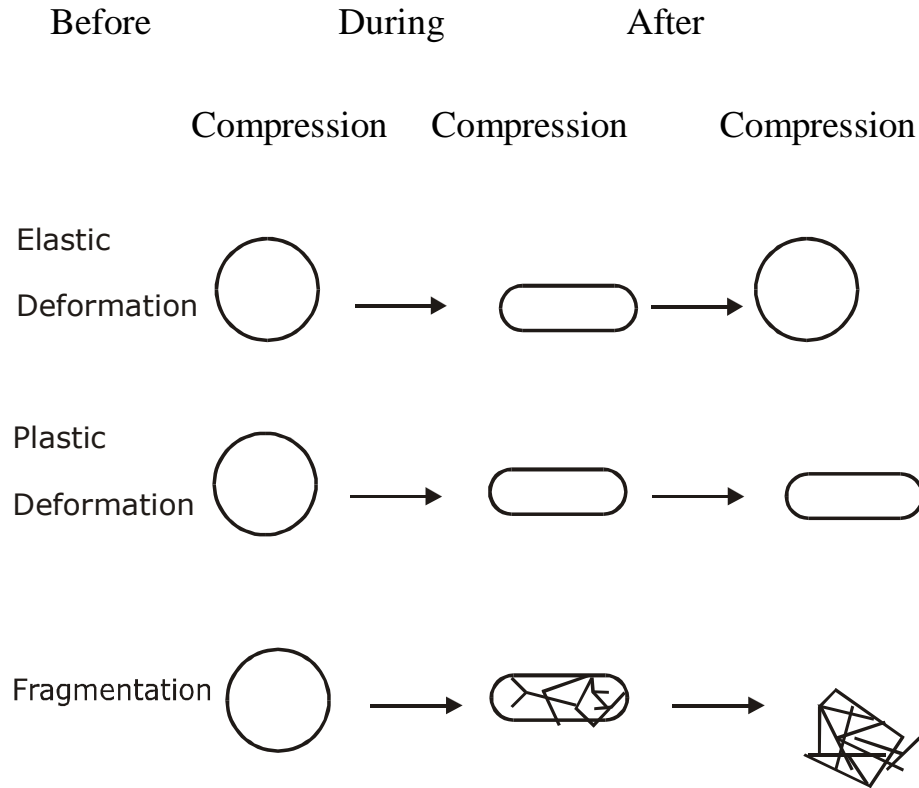 Before During After
Compression Compression Compression
Elastic
Deformation
Plastic
Deformation
Fragmentation